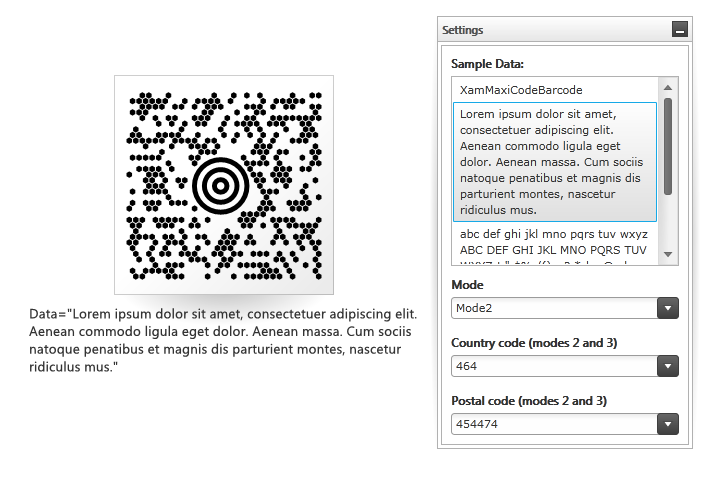 Settings
Sample Data:
XamMaxiCodeBarcode
Lorem ipsum dolor sit amet,
consectetuer adipiscing elit.
Aenean commodo ligula eget
dolor. Aenean massa. Cum sociis
natoque penatibus et magnis dis
parturient montes, nascetur
ridiculus mus.
abc def ghi jkl mno pqrs tuv wxyz
ABC DEF GHI JKL MNO PQRS TUV
Mode
Mode2
Country code (modes 2 and 3)
464
Postal code (modes 2 and 3)
454474
Data="Lorem ipsum dolor sit amet, consectetuer adipiscing elit.
Aenean commodo ligula eget dolor. Aenean massa. Cum sociis
natoque penatibus et magnis dis parturient montes, nascetur
ridiculus mus."